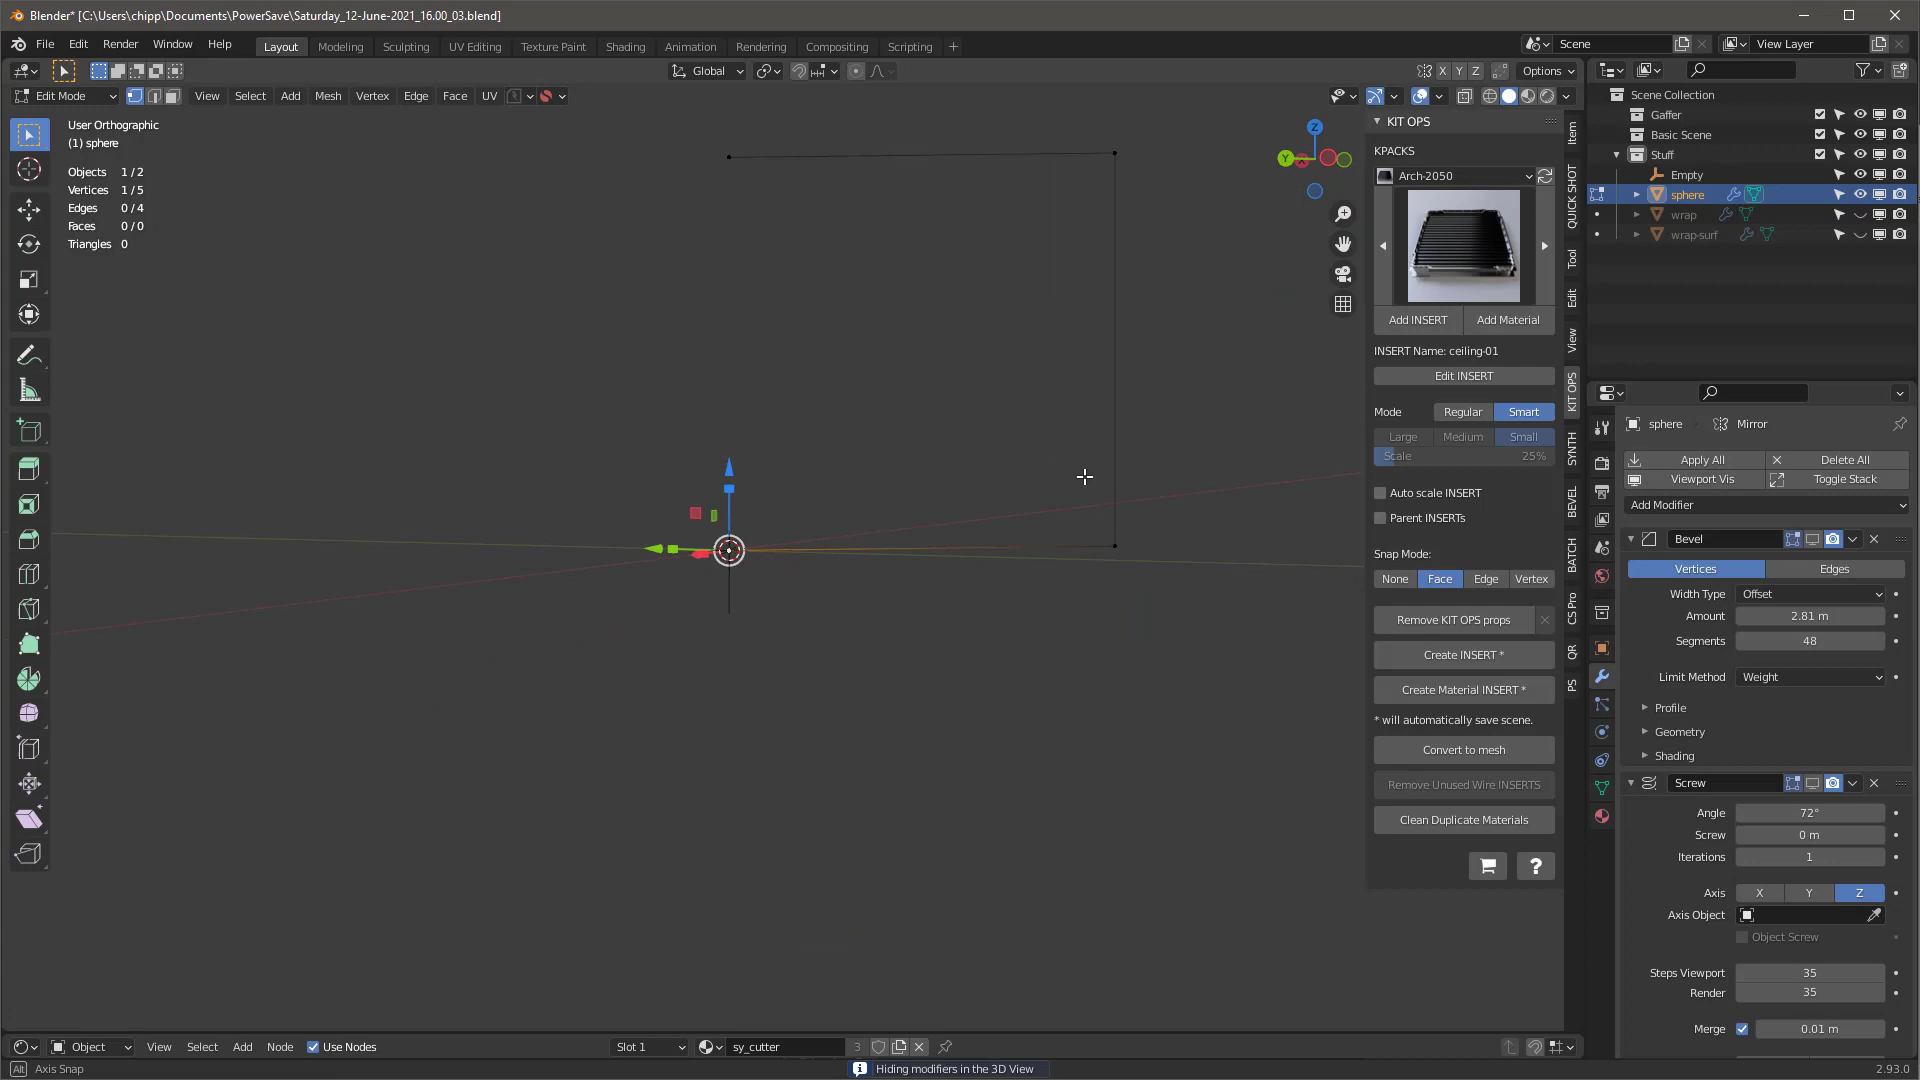 Blender* [C:\Users\chipp\Documents\PowerSave\Saturday_12-June-2021_16.00_03.blend]
File Edit Render Window Help Layout Modeling Sculpting UV Editing Texture Paint Shading Animation Rendering Compositing Scripting + Scene View Layer
Global X Y Z Options
Edit Mode View Select Add Mesh Vertex Edge Face UV
Scene Collection
Gaffer
Basic Scene
Stuff
Empty
sphere
wrap
wrap-surf
User Orthographic
(1) sphere
Objects 1 / 2
Vertices 1 / 5
Edges 0 / 4
Faces 0 / 0
Triangles 0
Z
Y
X
KIT OPS
KPACKS
Arch-2050
Add INSERT Add Material
INSERT Name: ceiling-01
Edit INSERT
Mode Regular Smart
Large Medium Small
Scale 25%
Auto scale INSERT
Parent INSERTs
Snap Mode:
None Face Edge Vertex
Remove KIT OPS props
Create INSERT *
Create Material INSERT *
* will automatically save scene.
Convert to mesh
Remove Unused Wire INSERTS
Clean Duplicate Materials
?
Item
QUICK SHOT
Tool
Edit
View
KIT OPS
SYNTH
BEVEL
BATCH
CS Pro
QR
PS
sphere Mirror
Apply All Delete All
Viewport Vis Toggle Stack
Add Modifier
Bevel
Vertices Edges
Width Type Offset
Amount 2.81 m
Segments 48
Limit Method Weight
Profile
Geometry
Shading
Screw
Angle 72°
Screw 0 m
Iterations 1
Axis X Y Z
Axis Object
Object Screw
Steps Viewport 35
Render 35
Merge 0.01 m
Object View Select Add Node Use Nodes Slot 1 sy_cutter 3
Alt Axis Snap Hiding modifiers in the 3D View 2.93.0